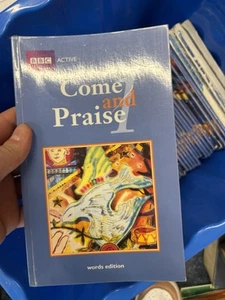 BBC ACTIVE
Come
and
Praise
1
words edition